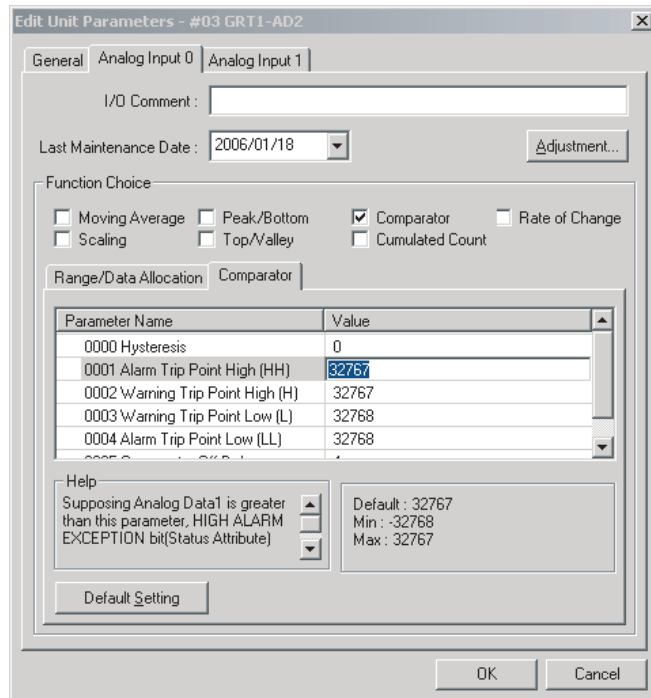 Edit Unit Parameters - #03 GRT1-AD2
General Analog Input 0 Analog Input 1
I/O Comment :
Last Maintenance Date : 2006/01/18 Adjustment...
Function Choice
Moving Average Peak/Bottom Comparator Rate of Change
Scaling Top/Valley Cumulated Count
Range/Data Allocation Comparator
Parameter Name Value
0000 Hysteresis 0
0001 Alarm Trip Point High (HH) 32767
0002 Warning Trip Point High (H) 32767
0003 Warning Trip Point Low (L) 32768
0004 Alarm Trip Point Low (LL) 32768
Help
Supposing Analog Data1 is greater
than this parameter, HIGH ALARM
EXCEPTION bit(Status Attribute)
Default : 32767
Min : -32768
Max : 32767
Default Setting
OK Cancel